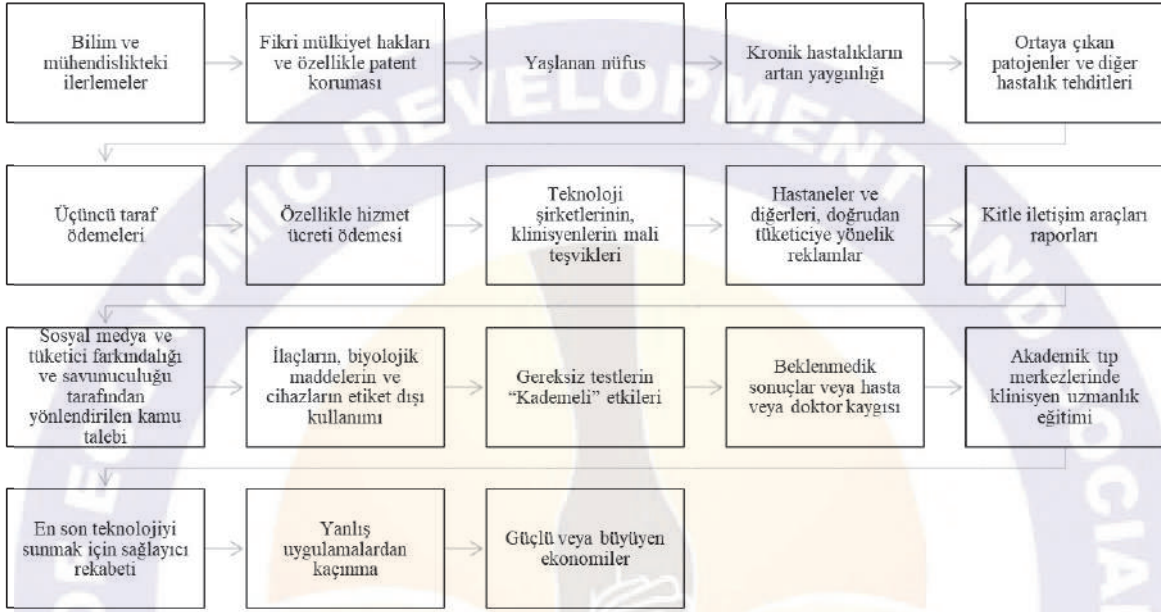 Bilim ve
mühendislikteki
ilerlemeler
Fikri mülkiyet hakları
ve özellikle patent
koruması
Yaşlanan nüfus
Kronik hastalıkların
artan yaygınlığı
Ortaya çıkan
patojenler ve diğer
hastalık tehditleri
Üçüncü taraf
ödemeleri
Özellikle hizmet
ücreti ödemesi
Teknoloji
şirketlerinin,
klinisyenlerin mali
teşvikleri
Hastaneler ve
diğerleri, doğrudan
tüketiciye yönelik
reklamlar
Kitle iletişim araçları
raporları
Sosyal medya ve
tüketici farkındalığı
ve savunuculuğu
tarafından
yönlendirilen kamu
talebi
İlaçların, biyolojik
maddelerin ve
cihazların etiket dışı
kullanımı
Gereksiz testlerin
“Kademeli” etkileri
Beklenmedik
sonuçlar veya hasta
veya doktor kaygısı
Akademik tıp
merkezlerinde
klinisyen uzmanlık
eğitimi
En son teknolojiyi
sunmak için sağlayıcı
rekabeti
Yanlış
uygulamalardan
kaçınma
Güçlü veya büyüyen
ekonomiler
ON ECONOMIC DEVELOPMENT AND SOCIAL